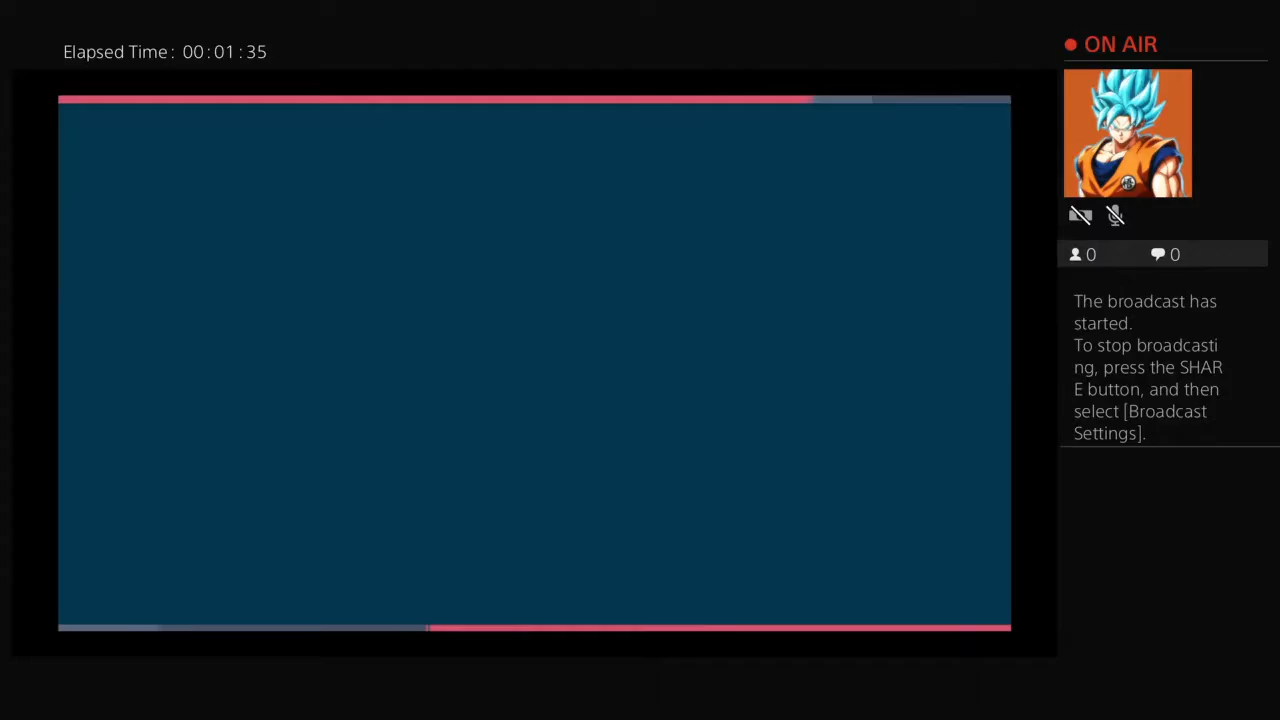 Elapsed Time: 00:01:35
ON AIR
0
0
The broadcast has
started.
To stop broadcasti
ng, press the SHAR
E button, and then
select [Broadcast
Settings].